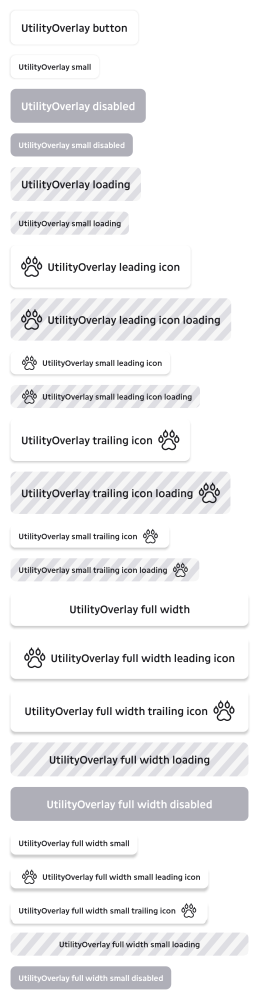 UtilityOverlay button
UtilityOverlay small
UtilityOverlay disabled
UtilityOverlay small disabled
UtilityOverlay loading
UtilityOverlay small loading
UtilityOverlay leading icon
UtilityOverlay leading icon loading
UtilityOverlay small leading icon
UtilityOverlay small leading icon loading
UtilityOverlay trailing icon
UtilityOverlay trailing icon loading
UtilityOverlay small trailing icon
UtilityOverlay small trailing icon loading
UtilityOverlay full width
UtilityOverlay full width leading icon
UtilityOverlay full width trailing icon
UtilityOverlay full width loading
UtilityOverlay full width disabled
UtilityOverlay full width small
UtilityOverlay full width small leading icon
UtilityOverlay full width small trailing icon
UtilityOverlay full width small loading
UtilityOverlay full width small disabled